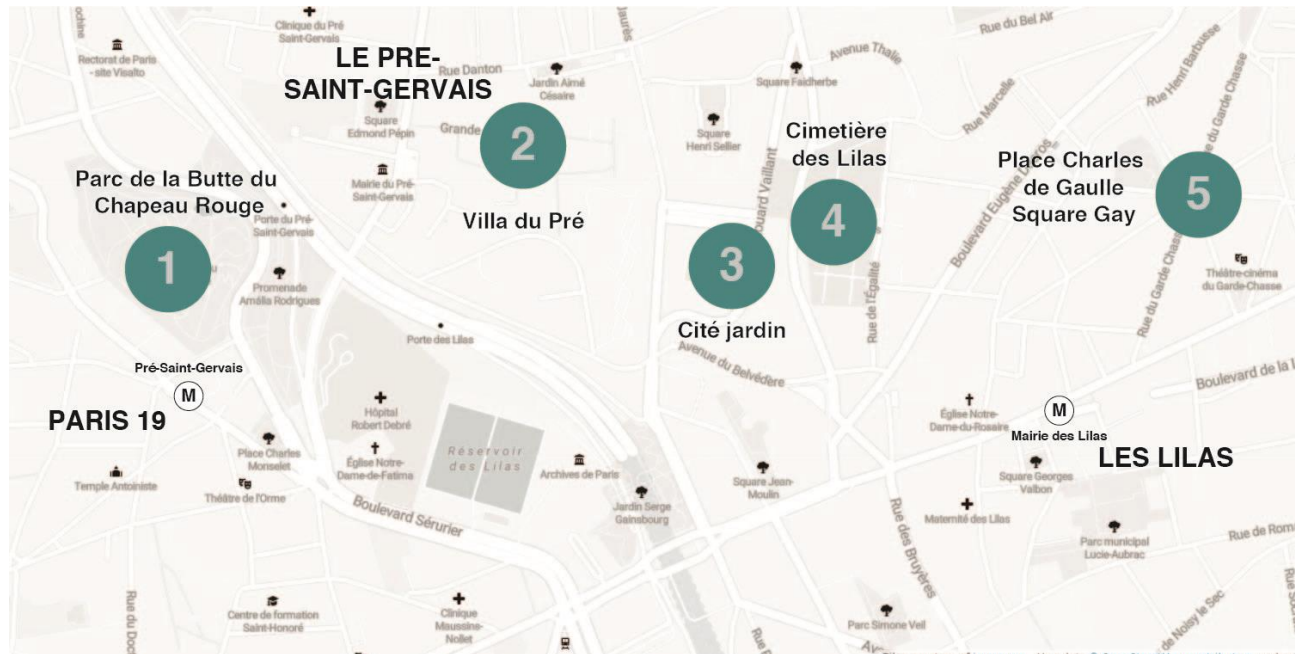 Clinique du Pré
Saint-Gervais
Rectorat de Paris
- site Visalto
LE PRE-
SAINT-GERVAIS
Rue Danton
Jardin Aimé
Césaire
Square
Edmond Pépin
Grande
2
Mairie du Pré-
Saint-Gervais
Villa du Pré
Jaurès
Square Faidherbe
Avenue Thalie
Rue du Bel Air
Rue Henri Barbusse
Rue Marcelle
Square
Henri Sellier
Cimetière
des Lilas
4
Place Charles
de Gaulle
Square Gay
5
Rue du Garde Chasse
Boulevard Eugène
Parc de la Butte du
Chapeau Rouge
1
Porte du Pré-
Saint-Gervais
Promenade
Amália Rodrigues
Porte des Lilas
3
Cité jardin
Vaillant
Rue de l'Égalité
Avenue du Belvédère
Théâtre-cinéma
du Garde-Chasse
Boulevard de la
Pré-Saint-Gervais
M
PARIS 19
Place Charles
Monselet
Temple Antoiniste
Théâtre de l'Orme
Hôpital
Robert Debré
Église Notre-
Dame-de-Fatima
Réservoir
des Lilas
Archives de Paris
Jardin Serge
Gainsbourg
Boulevard Sérurier
Square Jean-
Moulin
Église Notre-
Dame-du-Rosaire
M
Mairie des Lilas
LES LILAS
Square Georges
Valbon
Maternité des Lilas
Parc municipal
Lucie-Aubrac
Rue de
Rue des Bruyères
Centre de formation
Saint-Honoré
Clinique
Maussins-
Nollet
Parc Simone Veil
de Noisy le Sec
Rue du